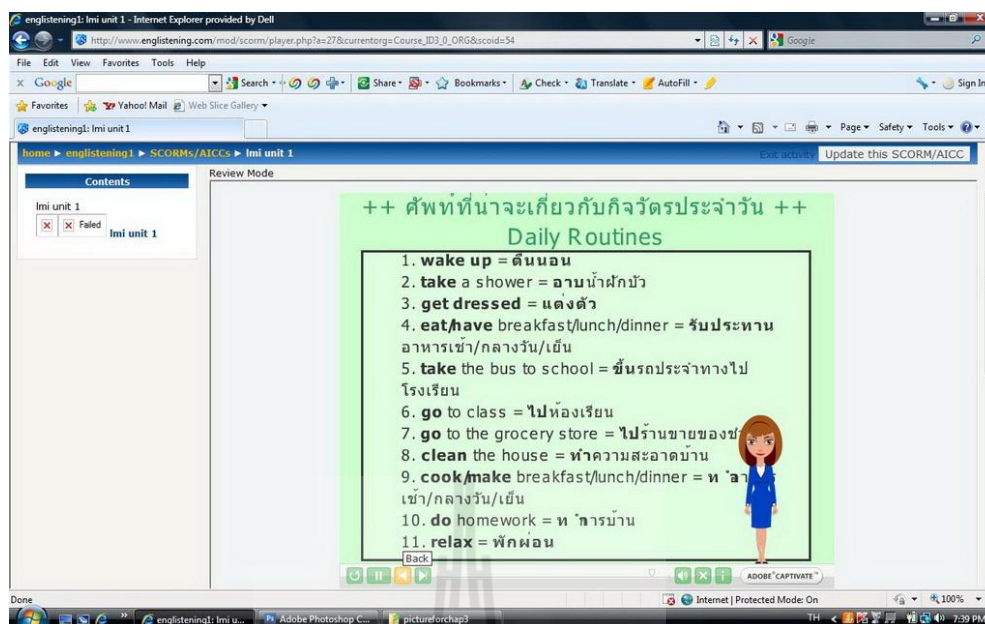 englistening1: lmi unit 1 - Internet Explorer provided by Dell
http://www.englistening.com/mod/scorm/player.php?a=27&currentorg=Course_ID3_0_ORG&scoid=54
Google
File Edit View Favorites Tools Help
x Google Search Share Bookmarks Check Translate AutoFill Sign In
Favorites Yahoo! Mail Web Slice Gallery
englistening1: lmi unit 1 Page Safety Tools
home ► englistening1 ► SCORMs/AICCs ► lmi unit 1 Exit activity Update this SCORM/AICC
Contents
Review Mode
lmi unit 1
Failed lmi unit 1
++ ศัพท์ที่น่าจะเกี่ยวกับกิจวัตรประจำวัน ++
Daily Routines
1. wake up = ตื่นนอน
2. take a shower = อาบน้ำฝักบัว
3. get dressed = แต่งตัว
4. eat/have breakfast/lunch/dinner = รับประทาน
อาหารเช้า/กลางวัน/เย็น
5. take the bus to school = ขึ้นรถประจำทางไป
โรงเรียน
6. go to class = ไปห้องเรียน
7. go to the grocery store = ไปร้านขายของ
8. clean the house = ทำความสะอาดบ้าน
9. cook/make breakfast/lunch/dinner =
เช้า/กลางวัน/เย็น
10. do homework = ท ำการบ้าน
11. relax = พักผ่อน
Back
ADOBE CAPTIVATE™
Done Internet | Protected Mode: On 100%
englistening1: lmi u... Adobe Photoshop C... pictureforchap3 TH 7:39 PM